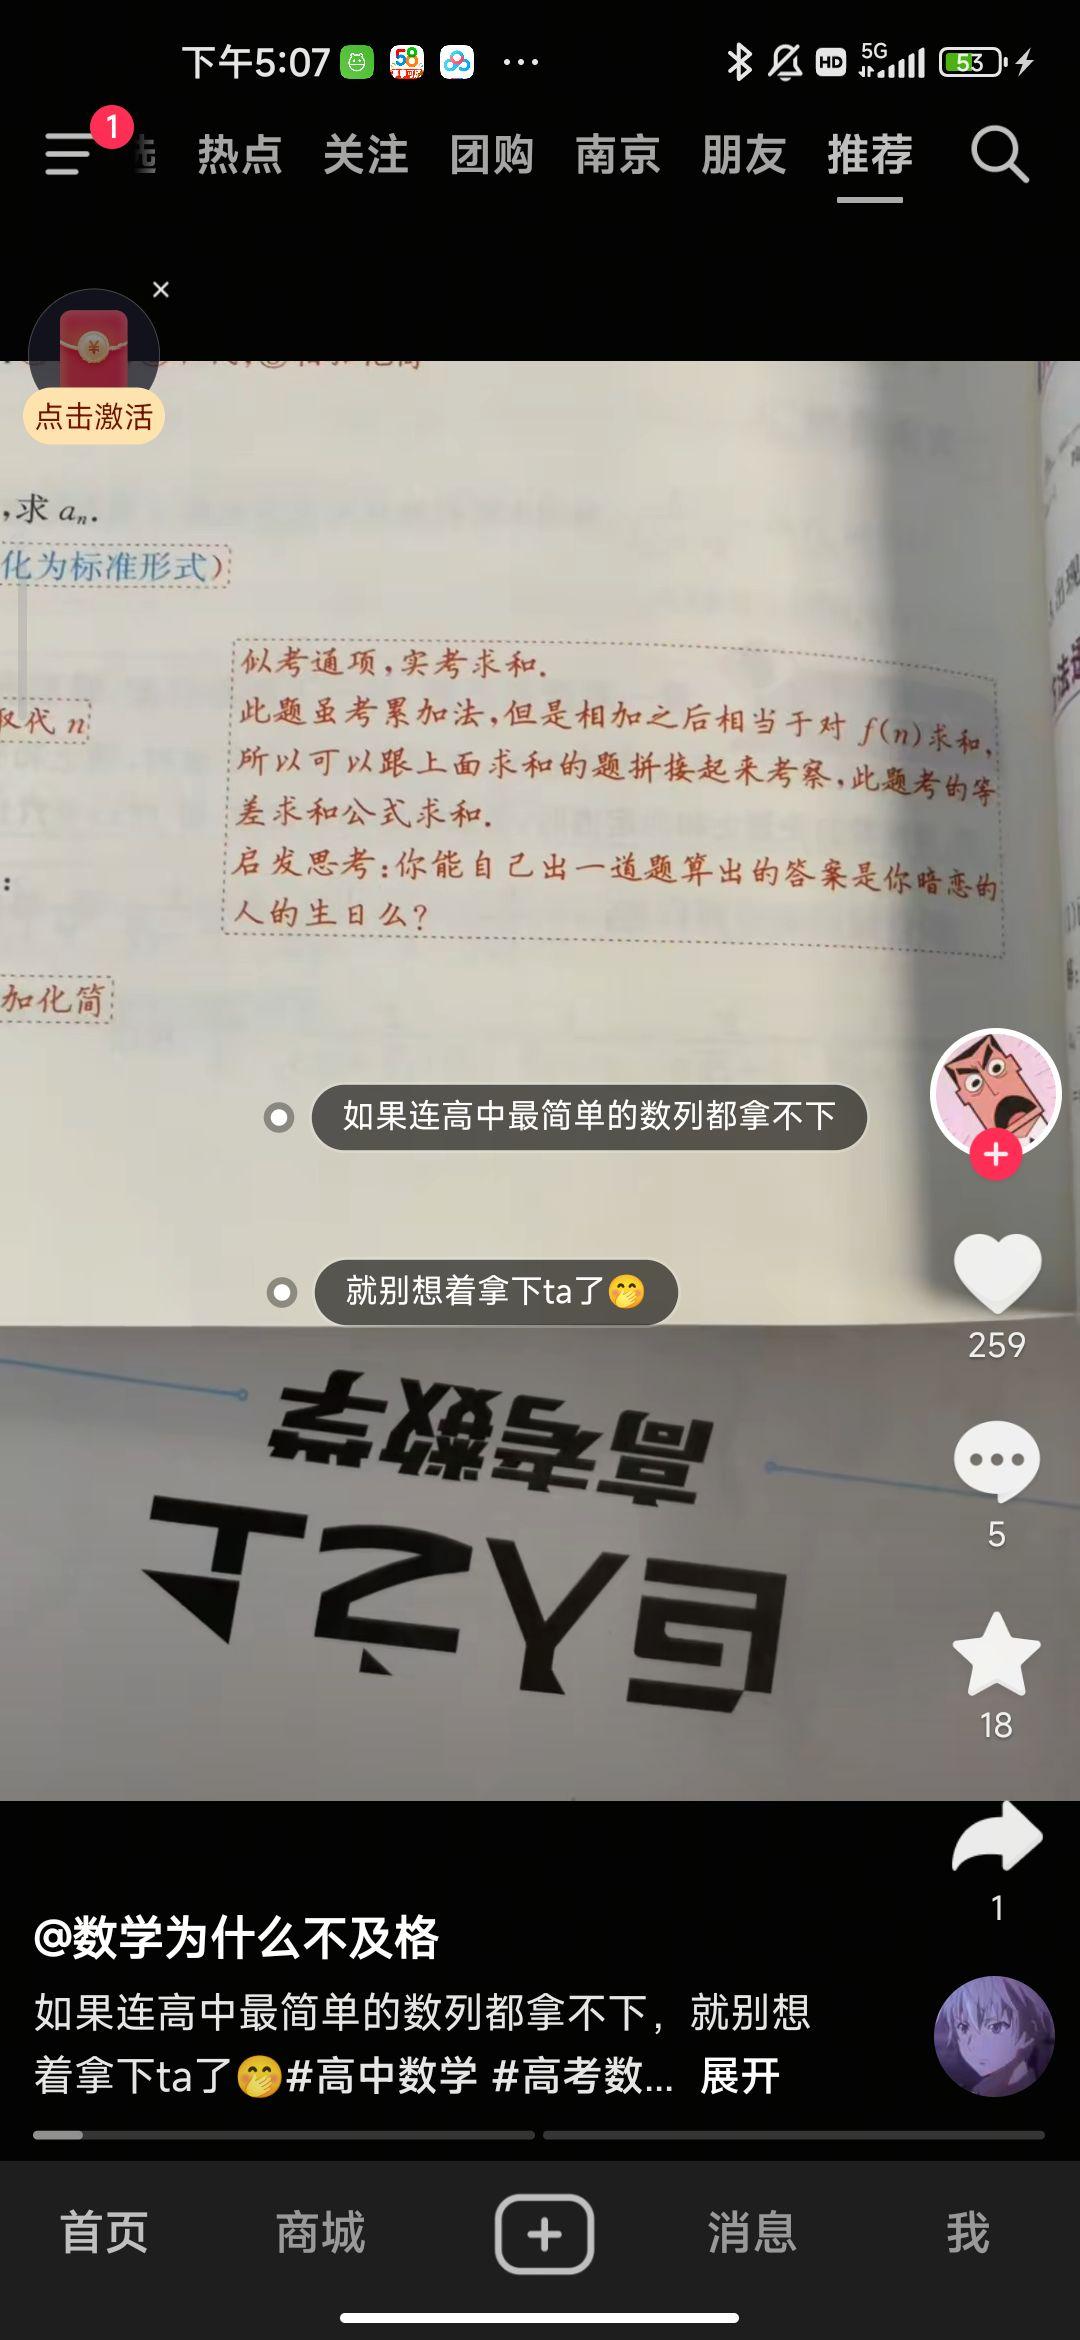 下午5:07
58
HD
5G
53
1
热点 关注 团购 南京 朋友 推荐
点击激活
,求 aₙ.
化为标准形式)
似考通项,实考求和.
此题虽考累加法,但是相加之后相当于对 f(n)求和,
取代 n
所以可以跟上面求和的题拼接起来考察,此题考的等
差求和公式求和.
启发思考:你能自己出一道题算出的答案是你暗恋的
人的生日么?
加化简
如果连高中最简单的数列都拿不下
就别想着拿下ta了🤭
259
高考数学
巨人之上
5
18
1
@数学为什么不及格
如果连高中最简单的数列都拿不下，就别想
着拿下ta了🤭#高中数学 #高考数... 展开
首页 商城 消息 我